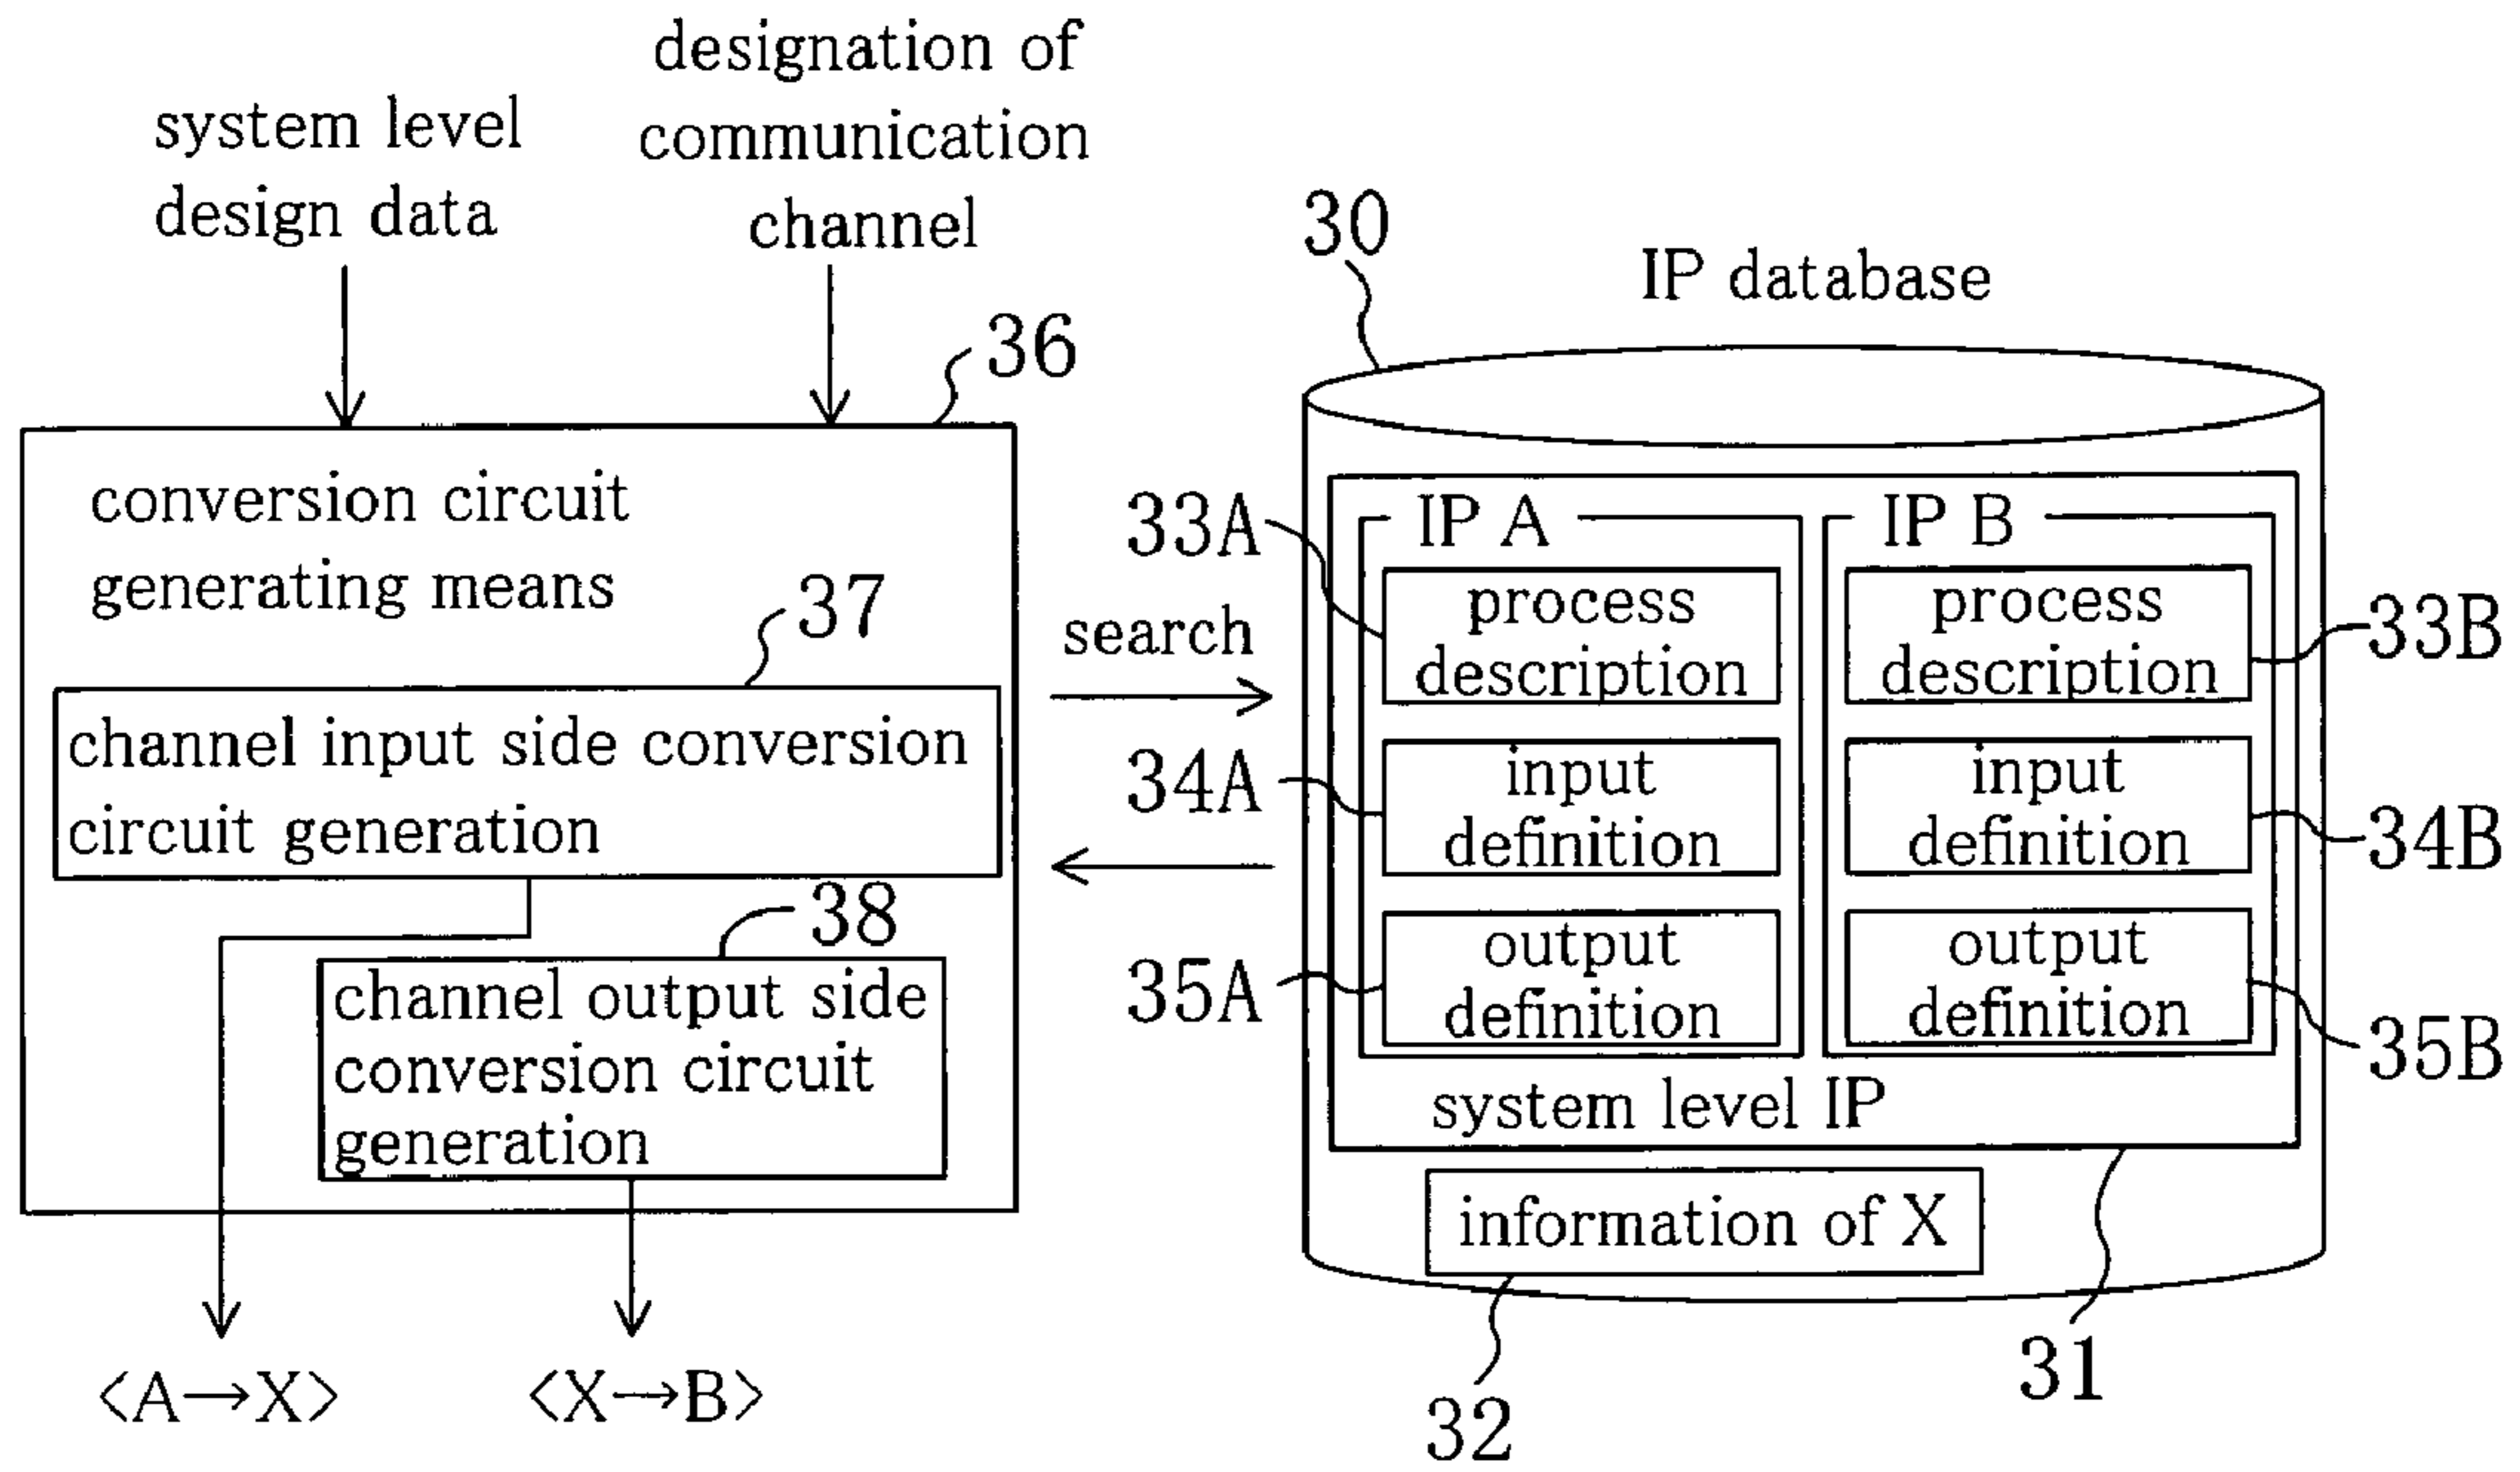 designation of
communication
channel
system level
design data
30
IP database
36
conversion circuit
generating means
37
channel input side conversion
circuit generation
38
channel output side
conversion circuit
generation
<A→X>
<X→B>
search
33A
34A
35A
IP A
process
description
input
definition
output
definition
IP B
process
description
input
definition
output
definition
33B
34B
35B
system level IP
information of X
31
32